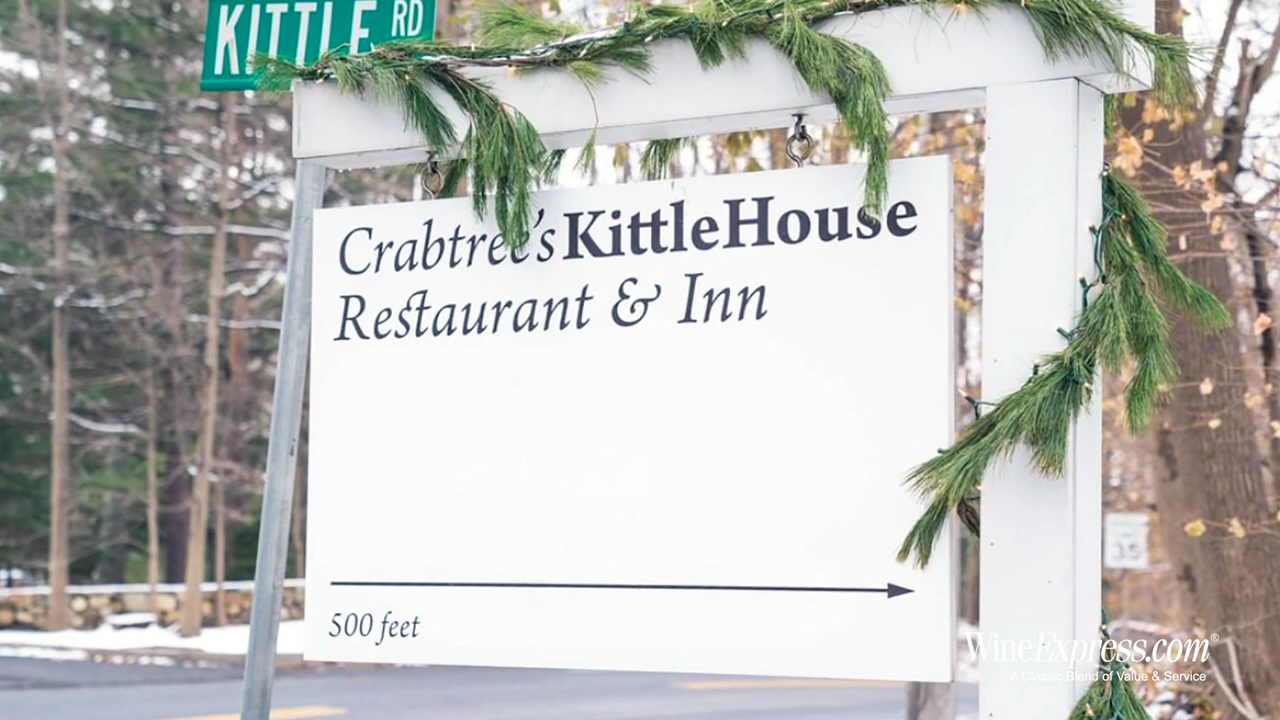 KITTLE RD
Crabtree's KittleHouse
Restaurant & Inn
500 feet
35
WineExpress.com®
A Classic Blend of Value & Service